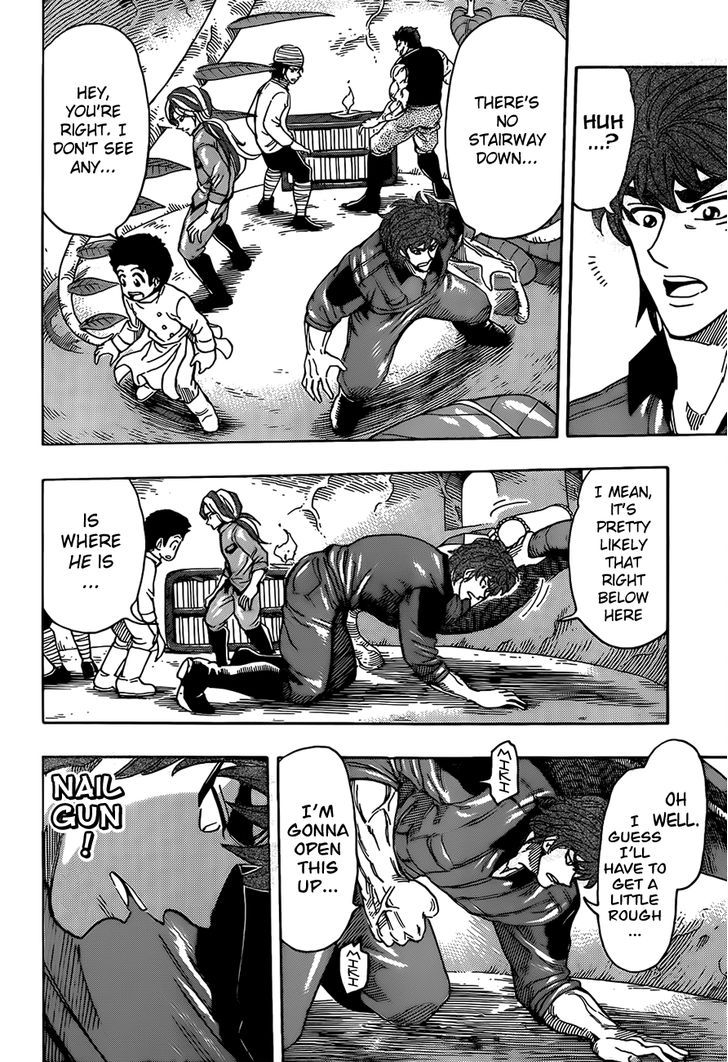 HUH
...?
THERE'S
NO
STAIRWAY
DOWN...
HEY,
YOU'RE
RIGHT. I
DON'T SEE
ANY...
I MEAN,
IT'S
PRETTY
LIKELY
THAT
RIGHT
BELOW
HERE
IS
WHERE
HE IS
...
OH
WELL.
I
GUESS
I'LL
HAVE TO
GET A
LITTLE
ROUGH
...
MIKI
I'M
GONNA
OPEN
THIS
UP...
MIKI
NAIL
GUN
!